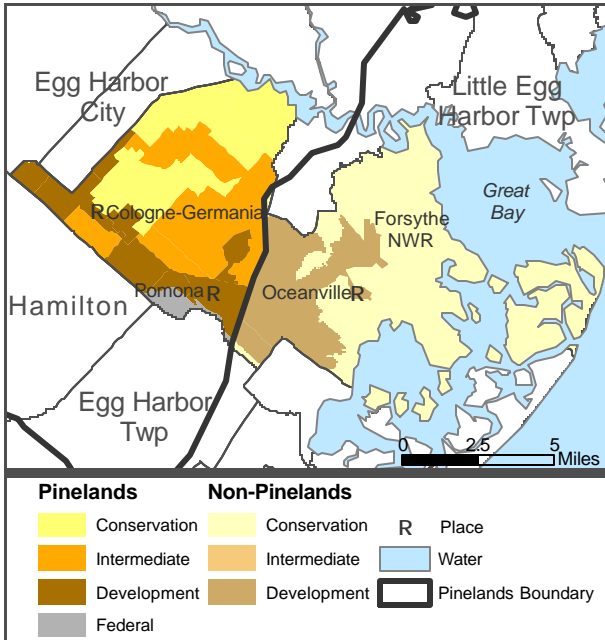 Egg Harbor
City
Little Egg
Harbor Twp
Great
Bay
R Cologne-Germania
Forsythe
NWR
Pomona R
Oceanville R
Hamilton
Egg Harbor
Twp
0 2.5 5
Miles
Pinelands Non-Pinelands
Conservation Conservation R Place
Intermediate Intermediate Water
Development Development Pinelands Boundary
Federal